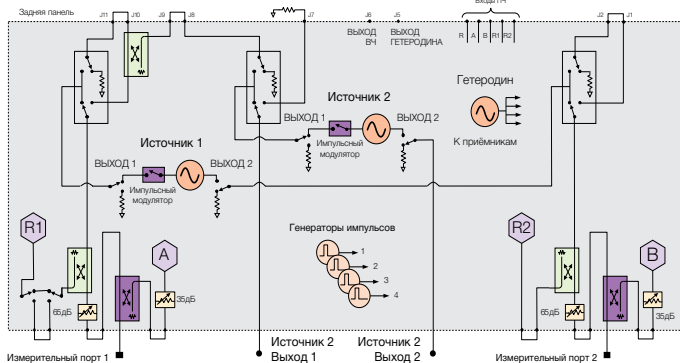 Входы ПЧ
Задняя панель
J11 J10 J9 J8 J7 J6 J5 J2 J1
ВЫХОД ВЧ
ВЫХОД ГЕТЕРОДИНА
R A B R1 R2
Гетеродин
К приёмникам
Источник 2
ВЫХОД 1
ВЫХОД 2
Импульсный
модулятор
Источник 1
ВЫХОД 1
ВЫХОД 2
Импульсный
модулятор
Генераторы импульсов
1
2
3
4
R1
A
R2
B
65дБ
35дБ
65дБ
35дБ
Измерительный порт 1
Источник 2
Выход 1
Источник 2
Выход 2
Измерительный порт 2